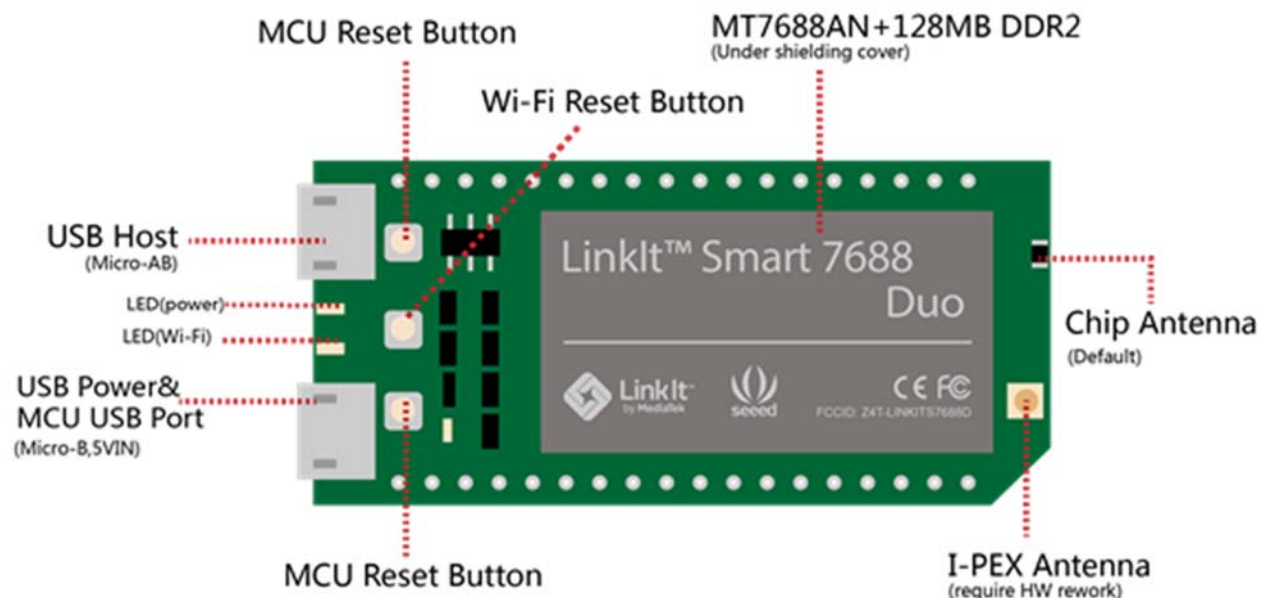 MCU Reset Button
MT7688AN+128MB DDR2
(Under shielding cover)
Wi-Fi Reset Button
USB Host
(Micro-AB)
LED(power)
LED(Wi-Fi)
USB Power&
MCU USB Port
(Micro-B,5VIN)
LinkIt™ Smart 7688
Duo
LinkIt™
by MediaTek
seeed
CE FC
FCCID: Z4T-LINKITS7688D
Chip Antenna
(Default)
MCU Reset Button
I-PEX Antenna
(require HW rework)